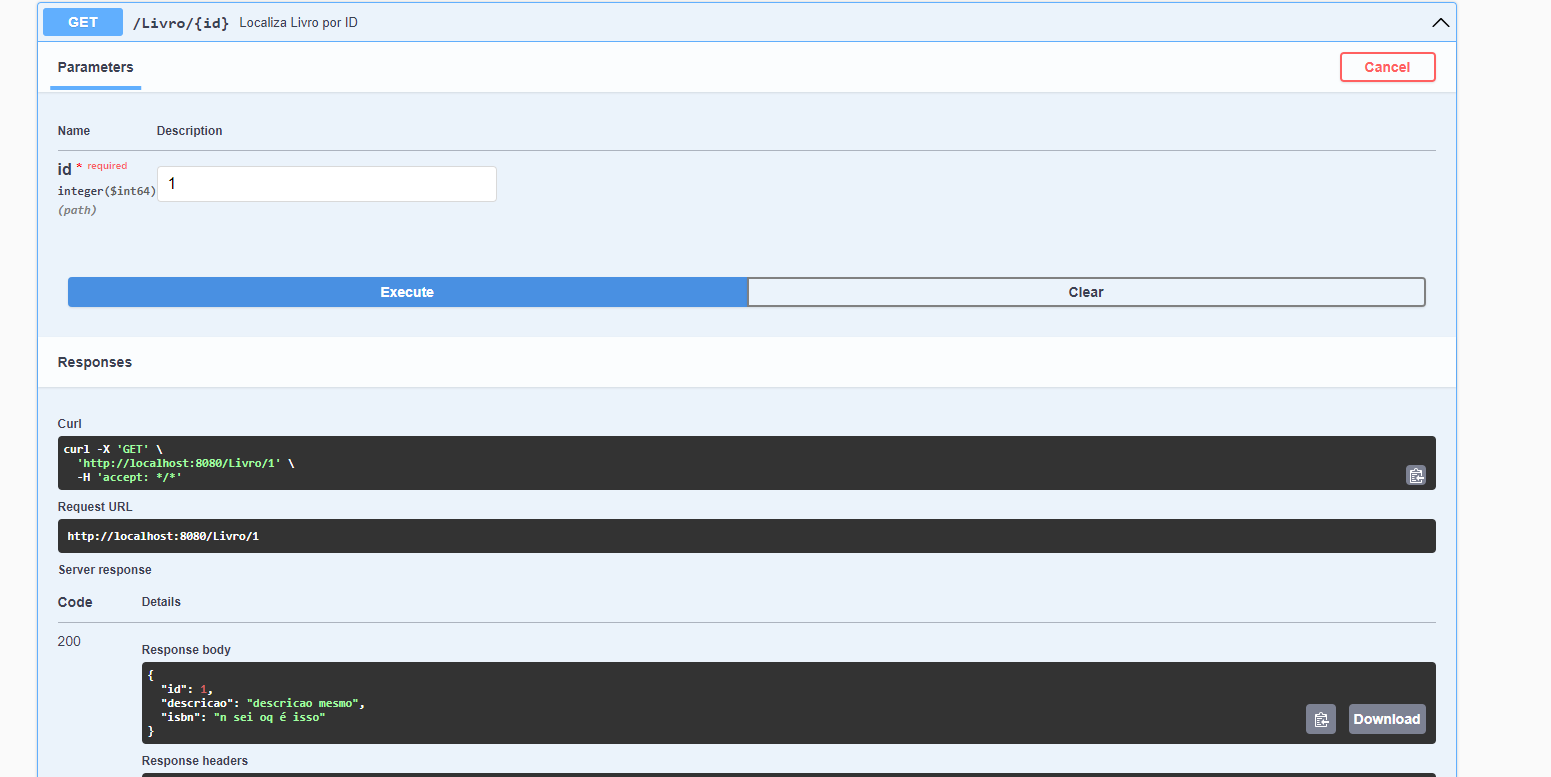 GET /Livro/{id} Localiza Livro por ID
Parameters
Cancel
Name Description
id * required
integer($int64)
(path)
1
Execute
Clear
Responses
Curl
curl -X 'GET' \
  'http://localhost:8080/Livro/1' \
  -H 'accept: */*'
Request URL
http://localhost:8080/Livro/1
Server response
Code Details
200
Response body
{
  "id": 1,
  "descricao": "descricao mesmo",
  "isbn": "n sei oq é isso"
}
Download
Response headers